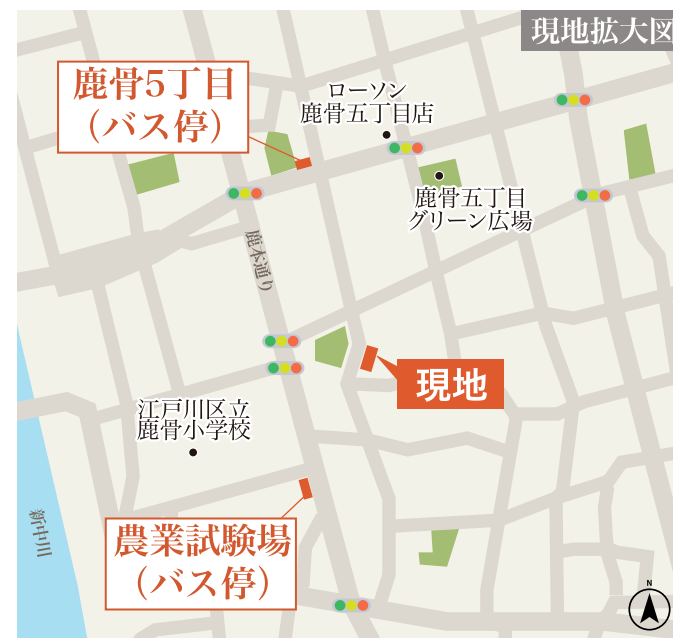 現地拡大図
鹿骨5丁目
（バス停）
ローソン
鹿骨五丁目店
鹿骨五丁目
グリーン広場
鹿本通り
現地
江戸川区立
鹿骨小学校
新中川
農業試験場
（バス停）
N